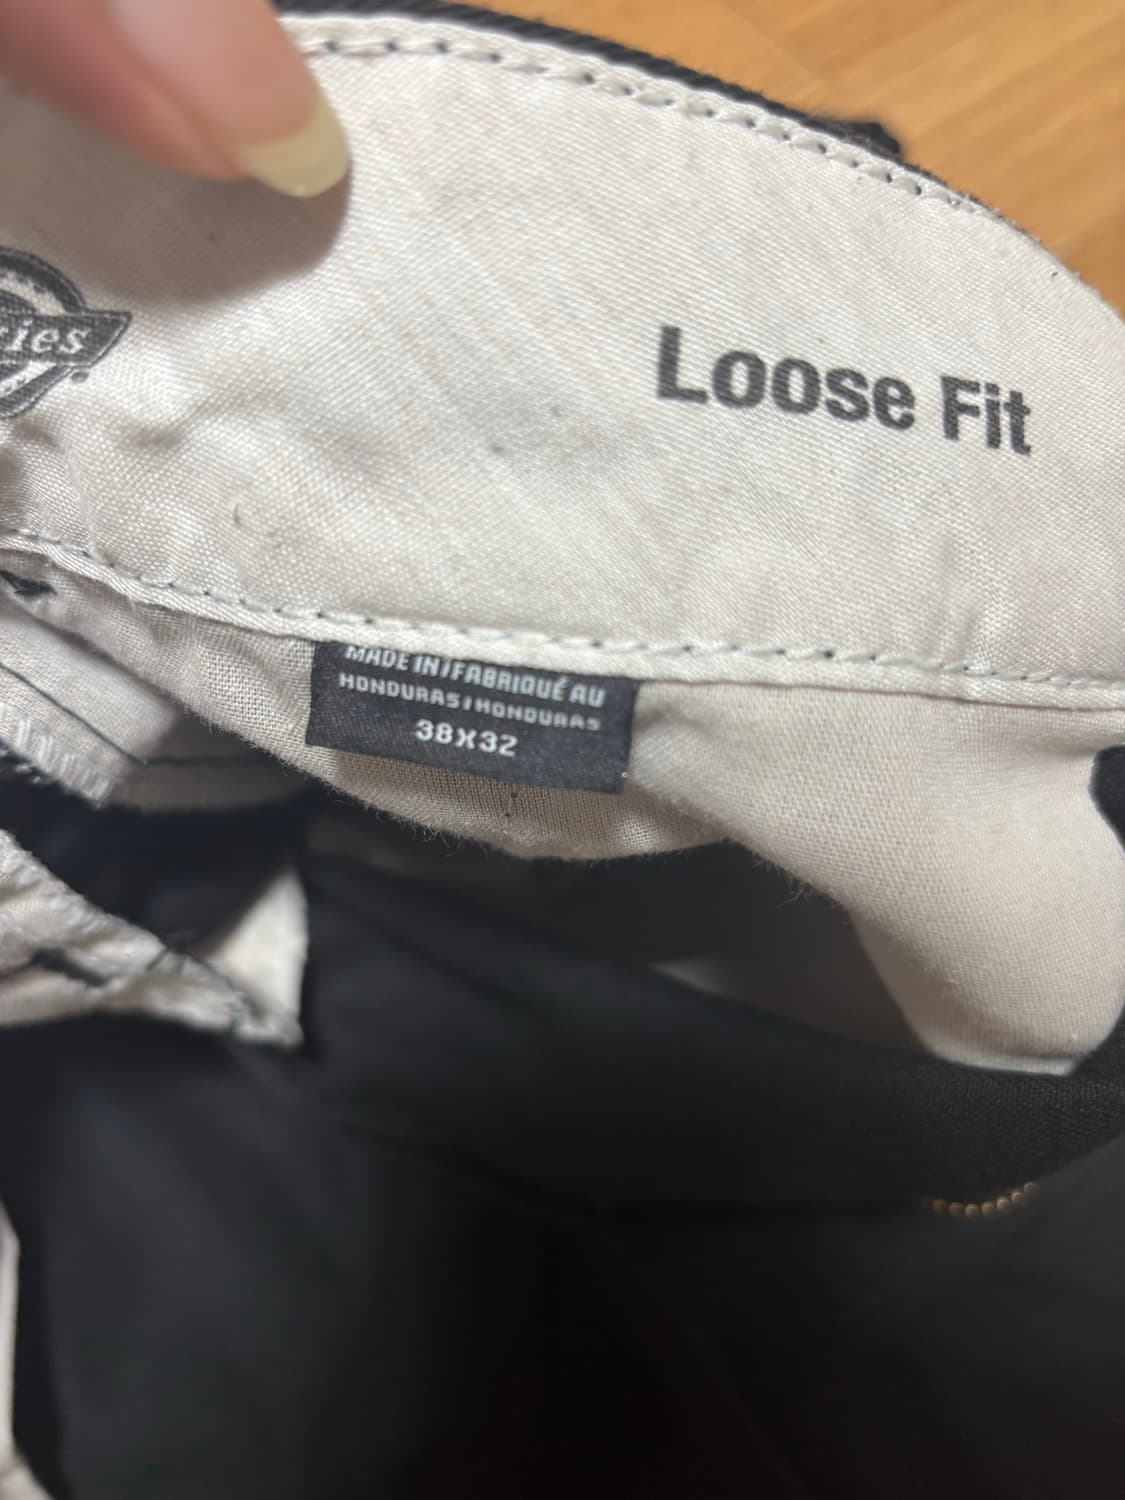 Loose Fit
MADE IN / FABRIQUÉ AU
HONDURAS / HONDURAS
38X32